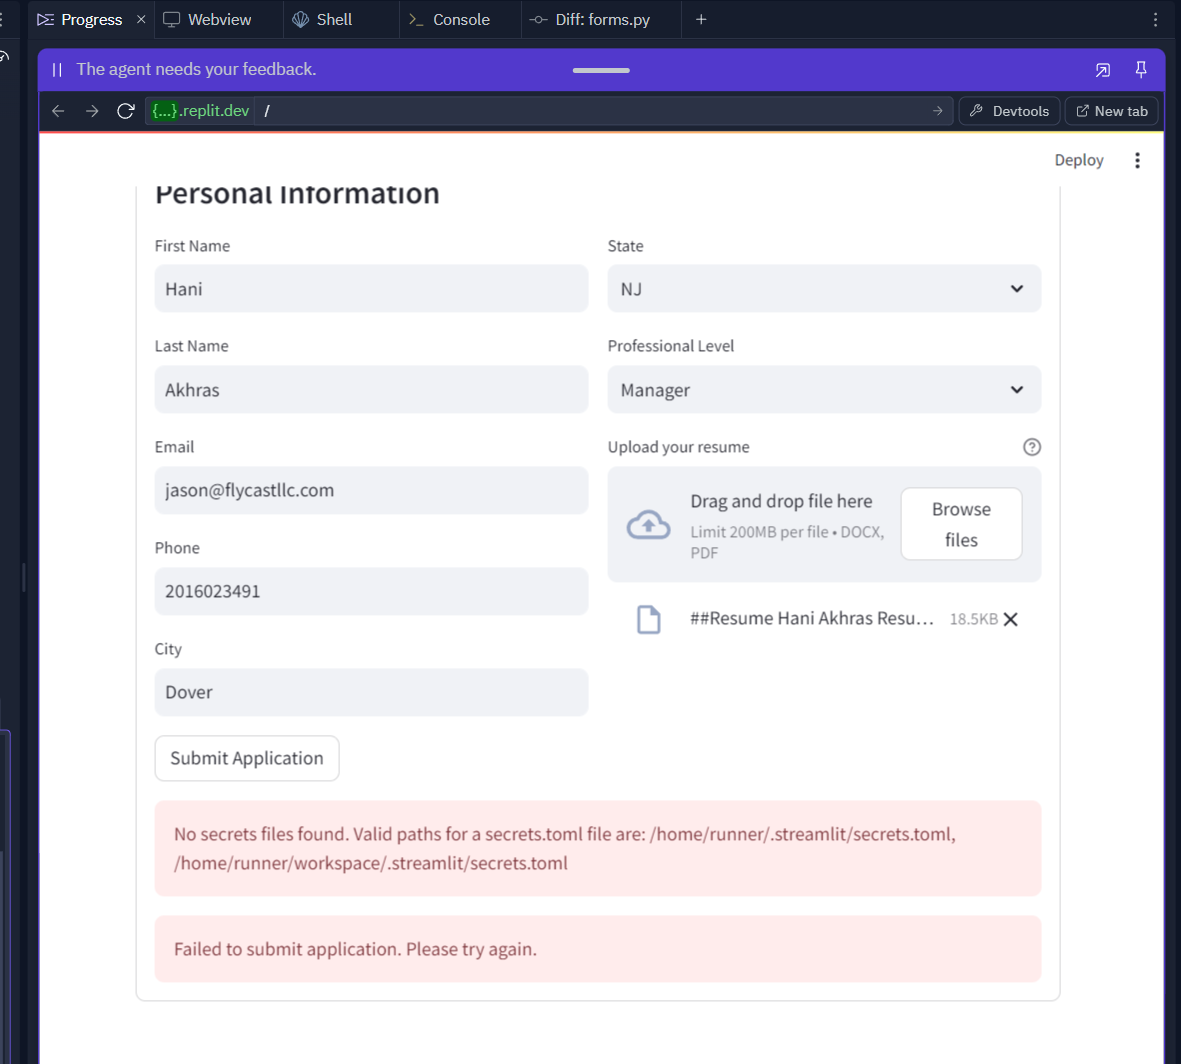 Progress × Webview Shell Console Diff: forms.py +
The agent needs your feedback.
{...}.replit.dev / Devtools New tab
Deploy
Personal Information
First Name
Hani
State
NJ
Last Name
Akhras
Professional Level
Manager
Email
jason@flycastllc.com
Upload your resume
Drag and drop file here
Limit 200MB per file • DOCX,
PDF
Browse
files
Phone
2016023491
##Resume Hani Akhras Resu... 18.5KB
City
Dover
Submit Application
No secrets files found. Valid paths for a secrets.toml file are: /home/runner/.streamlit/secrets.toml,
/home/runner/workspace/.streamlit/secrets.toml
Failed to submit application. Please try again.